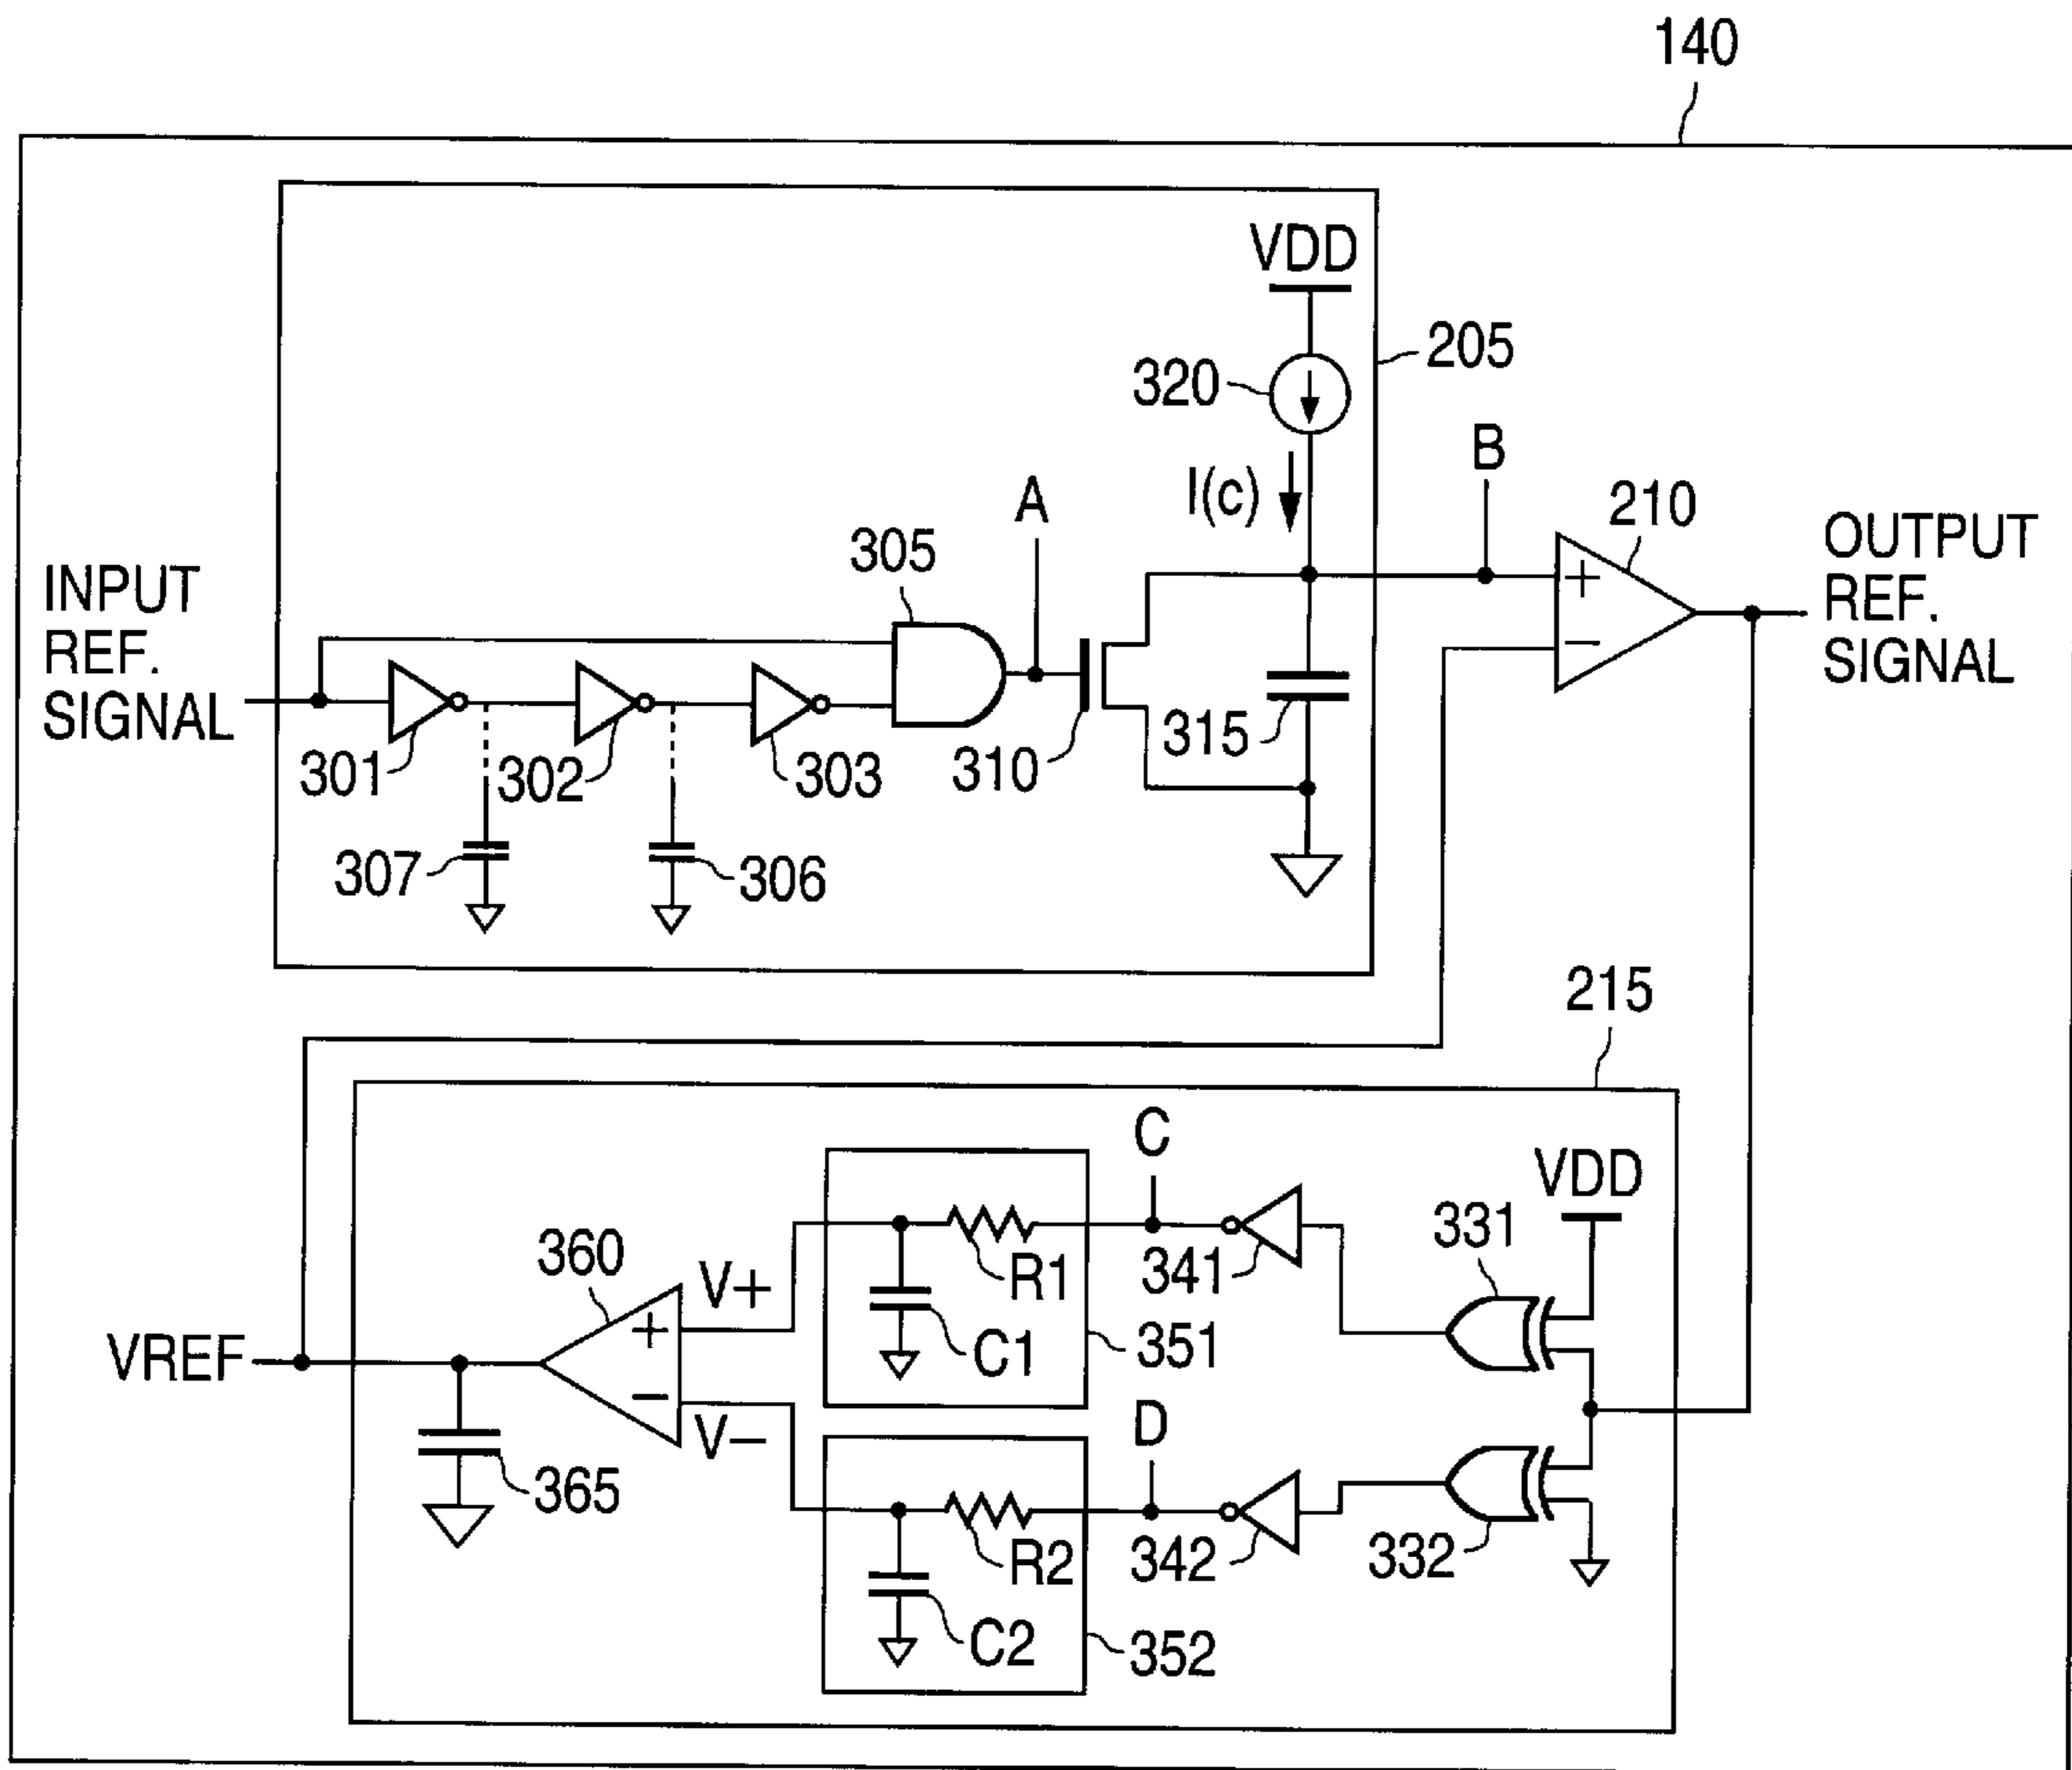 140
VDD
320
205
I(c)
B
A
210
305
INPUT
REF.
SIGNAL
OUTPUT
REF.
SIGNAL
+
−
301
302
303
310
315
307
306
215
C
VDD
331
341
R1
C1
351
360
V+
+
−
V−
VREF
365
D
342
332
R2
C2
352